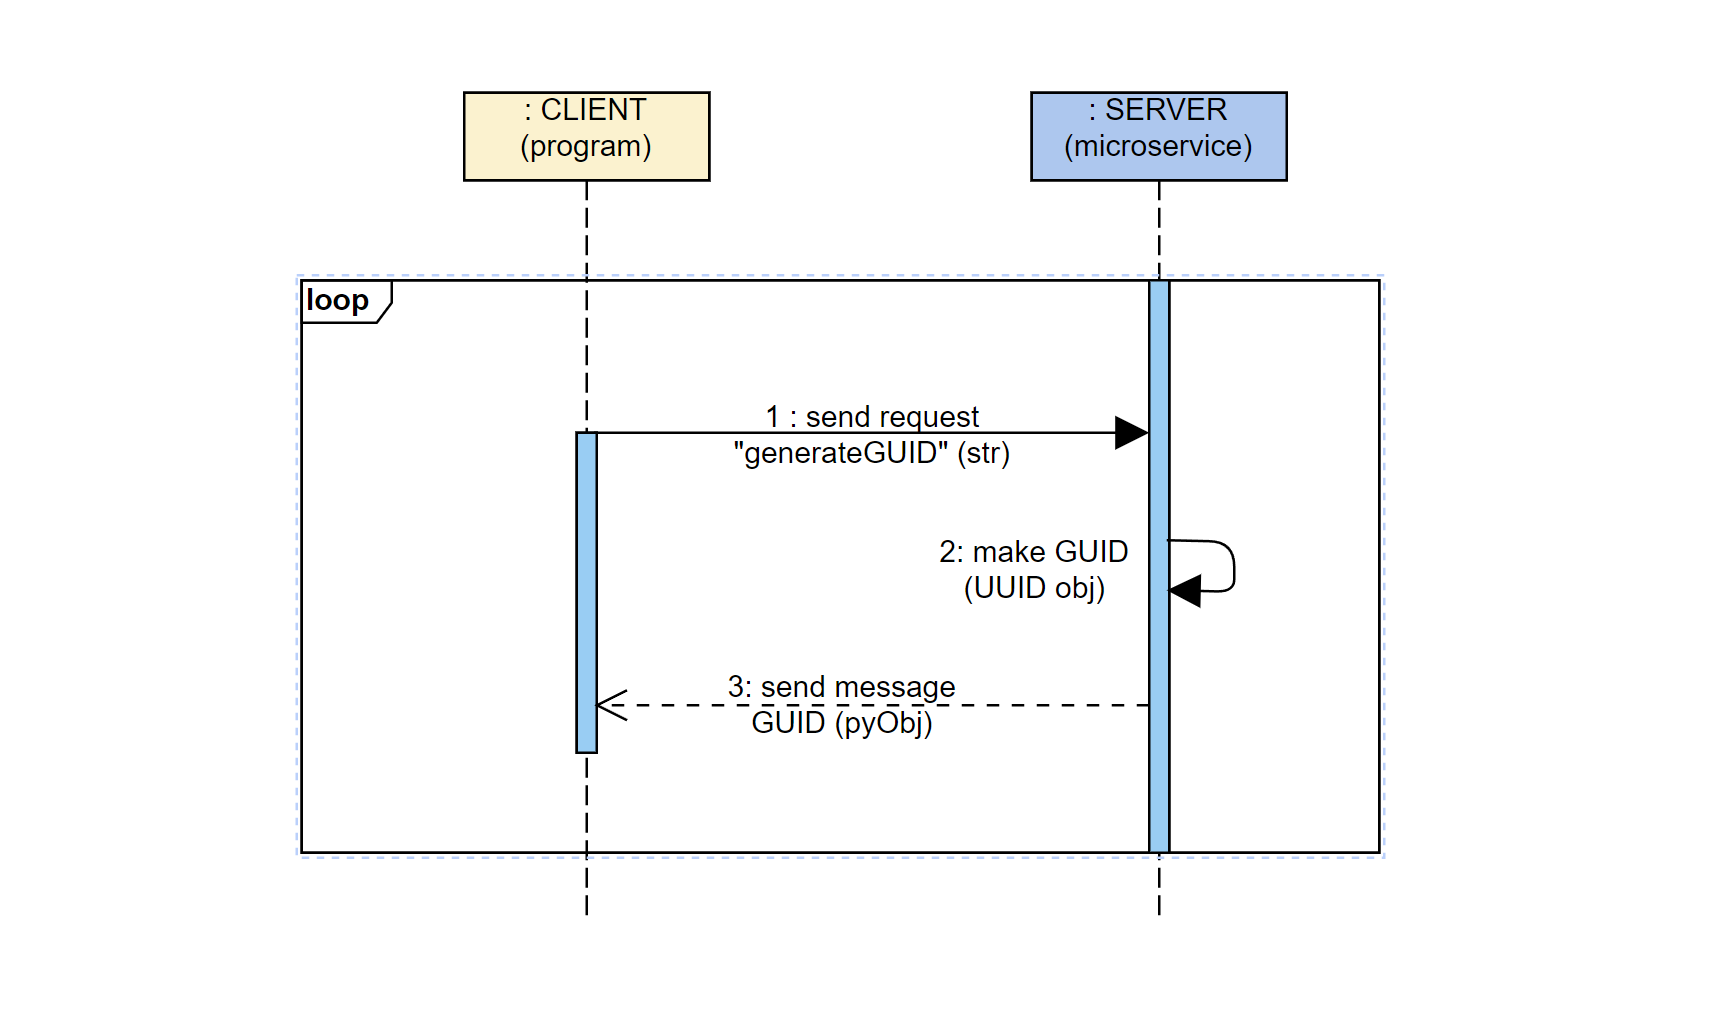 : CLIENT
(program)
: SERVER
(microservice)
loop
1 : send request
"generateGUID" (str)
2: make GUID
(UUID obj)
3: send message
GUID (pyObj)